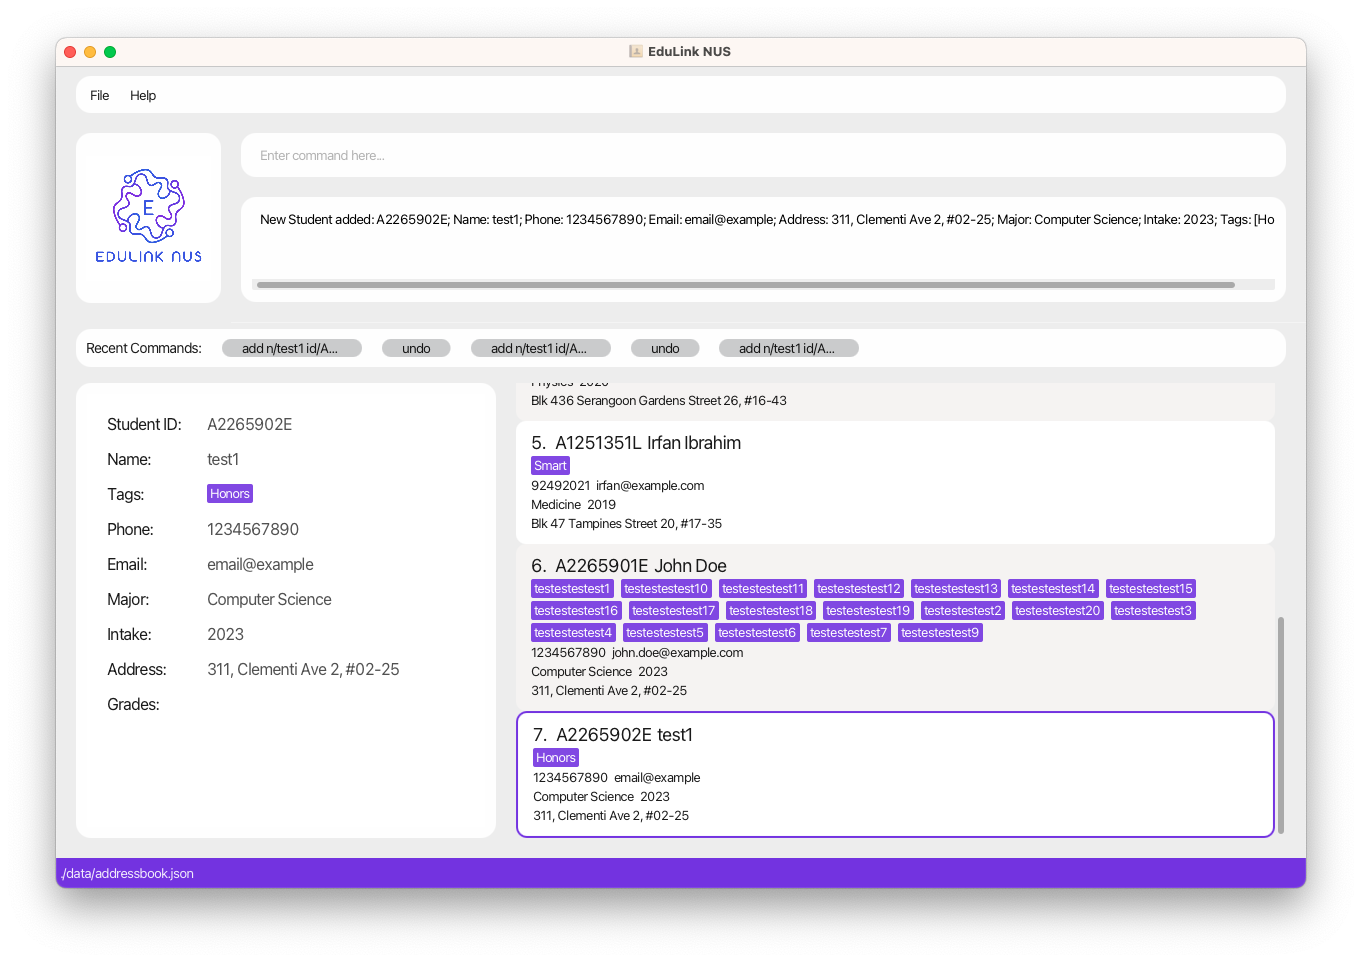 EduLink NUS
File Help
E
EDULINK NUS
Enter command here...
New Student added: A2265902E; Name: test1; Phone: 1234567890; Email: email@example; Address: 311, Clementi Ave 2, #02-25; Major: Computer Science; Intake: 2023; Tags: [Ho
Recent Commands: add n/test1 id/A... undo add n/test1 id/A... undo add n/test1 id/A...
Student ID: A2265902E
Name: test1
Tags: Honors
Phone: 1234567890
Email: email@example
Major: Computer Science
Intake: 2023
Address: 311, Clementi Ave 2, #02-25
Grades:
Physics 2020
Blk 436 Serangoon Gardens Street 26, #16-43
5. A1251351L Irfan Ibrahim
Smart
92492021 irfan@example.com
Medicine 2019
Blk 47 Tampines Street 20, #17-35
6. A2265901E John Doe
testestestest1 testestestest10 testestestest11 testestestest12 testestestest13 testestestest14 testestestest15
testestestest16 testestestest17 testestestest18 testestestest19 testestestest2 testestestest20 testestestest3
testestestest4 testestestest5 testestestest6 testestestest7 testestestest9
1234567890 john.doe@example.com
Computer Science 2023
311, Clementi Ave 2, #02-25
7. A2265902E test1
Honors
1234567890 email@example
Computer Science 2023
311, Clementi Ave 2, #02-25
./data/addressbook.json